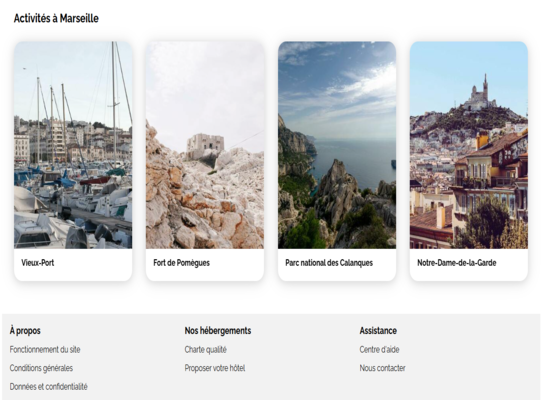 Activités à Marseille
Vieux-Port
Fort de Pomègues
Parc national des Calanques
Notre-Dame-de-la-Garde
À propos
Fonctionnement du site
Conditions générales
Données et confidentialité
Nos hébergements
Charte qualité
Proposer votre hôtel
Assistance
Centre d'aide
Nous contacter